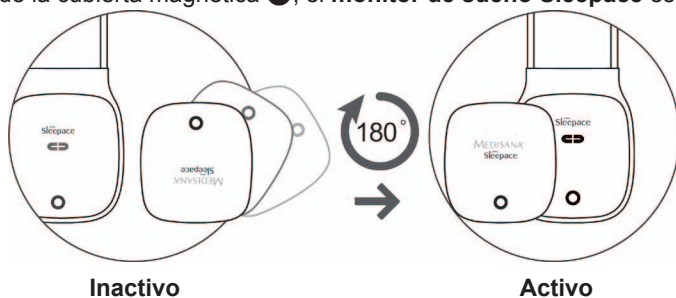 de la cubierta magnética, el monitor de sueño Sleepace es
Sleepace
MEDISANA
Sleepace
180°
MEDISANA
Sleepace
Sleepace
Inactivo
Activo